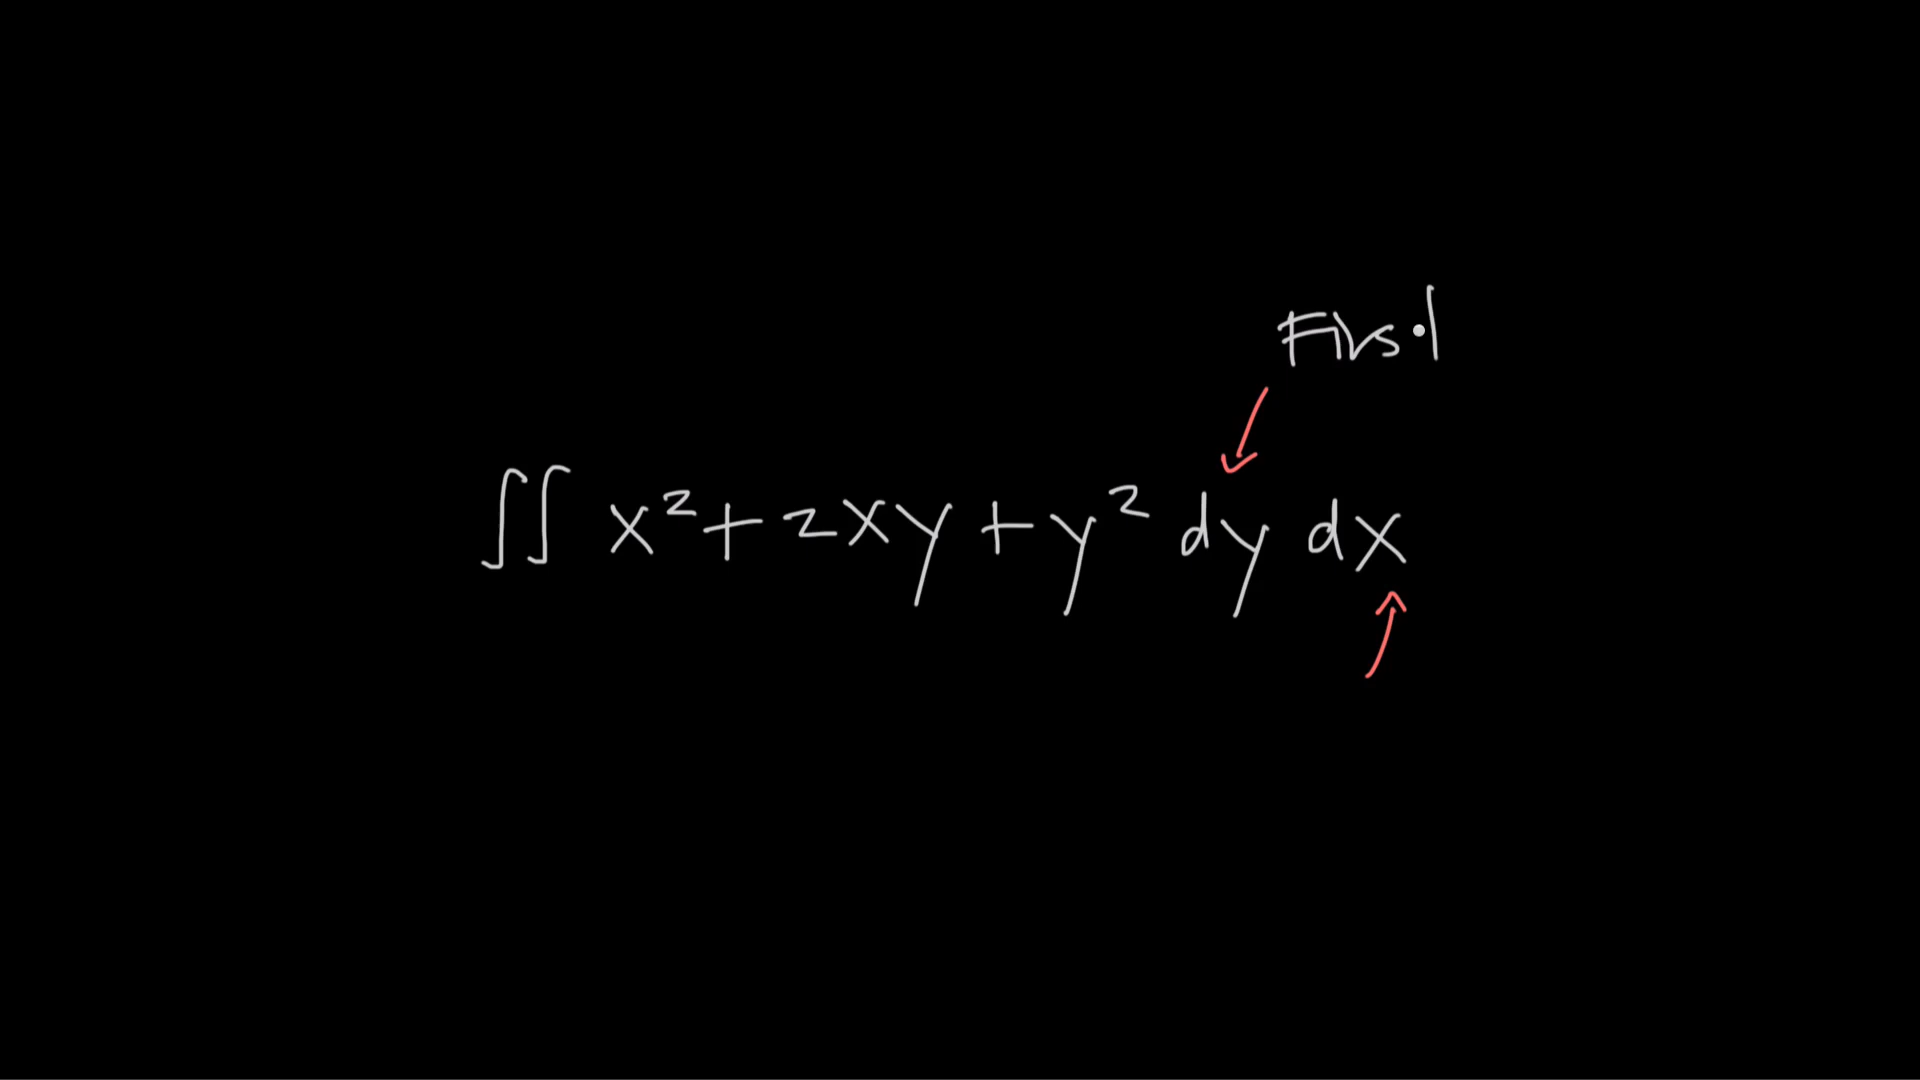 First
∬ x² + 2xy + y² dy dx